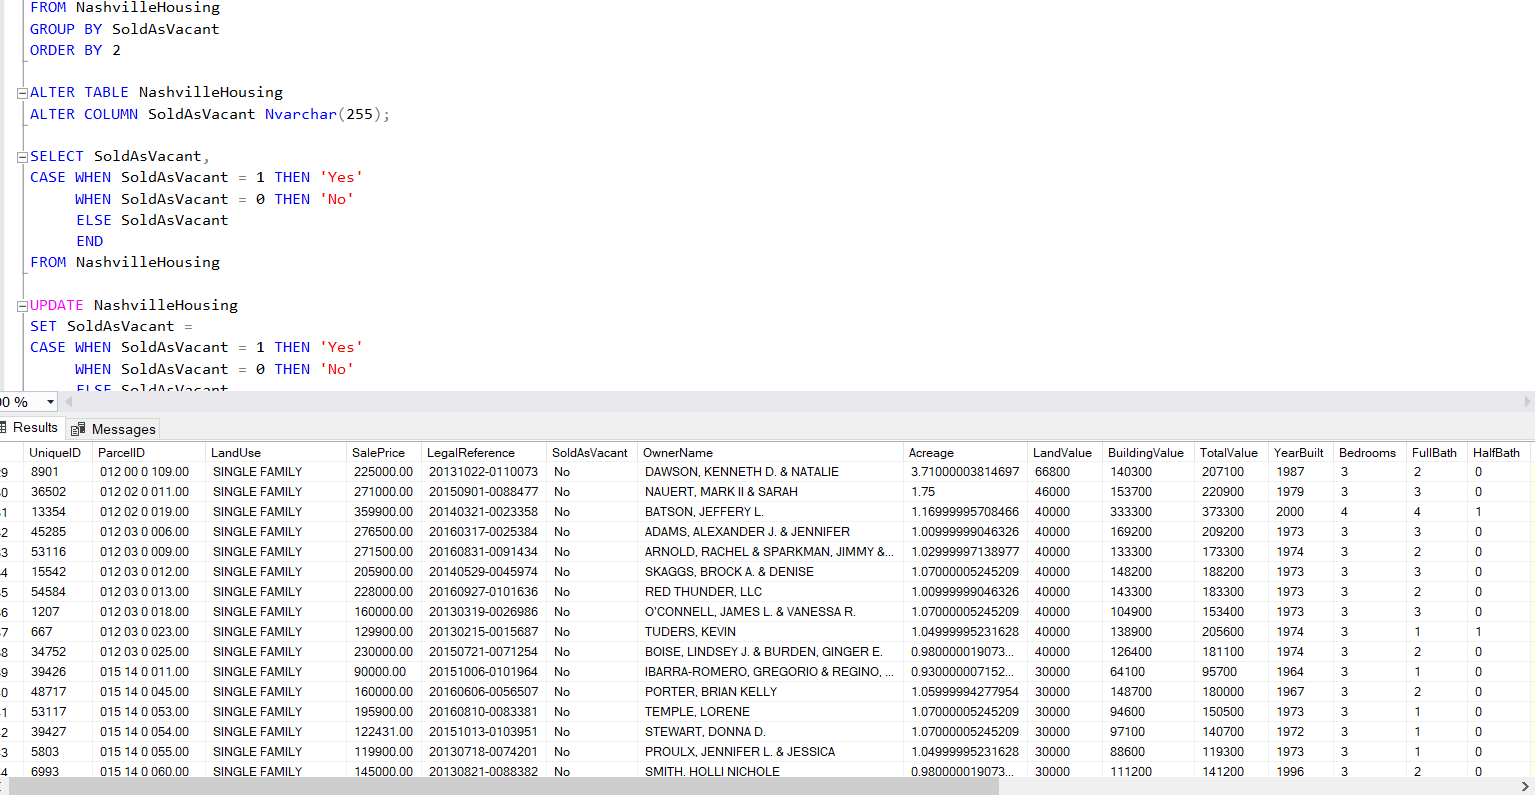 FROM NashvilleHousing
GROUP BY SoldAsVacant
ORDER BY 2
ALTER TABLE NashvilleHousing
ALTER COLUMN SoldAsVacant Nvarchar(255);
SELECT SoldAsVacant,
CASE WHEN SoldAsVacant = 1 THEN 'Yes'
WHEN SoldAsVacant = 0 THEN 'No'
ELSE SoldAsVacant
END
FROM NashvilleHousing
UPDATE NashvilleHousing
SET SoldAsVacant =
CASE WHEN SoldAsVacant = 1 THEN 'Yes'
WHEN SoldAsVacant = 0 THEN 'No'
ELSE SoldAsVacant
00 %
Results Messages
UniqueID ParcelID LandUse SalePrice LegalReference SoldAsVacant OwnerName Acreage LandValue BuildingValue TotalValue YearBuilt Bedrooms FullBath HalfBath
29 8901 012 00 0 109.00 SINGLE FAMILY 225000.00 20131022-0110073 No DAWSON, KENNETH D. & NATALIE 3.71000003814697 66800 140300 207100 1987 3 2 0
0 36502 012 02 0 011.00 SINGLE FAMILY 271000.00 20150901-0088477 No NAUERT, MARK II & SARAH 1.75 46000 153700 220900 1979 3 3 0
1 13354 012 02 0 019.00 SINGLE FAMILY 359900.00 20140321-0023358 No BATSON, JEFFERY L. 1.16999995708466 40000 333300 373300 2000 4 4 1
2 45285 012 03 0 006.00 SINGLE FAMILY 276500.00 20160317-0025384 No ADAMS, ALEXANDER J. & JENNIFER 1.00999999046326 40000 169200 209200 1973 3 3 0
3 53116 012 03 0 009.00 SINGLE FAMILY 271500.00 20160831-0091434 No ARNOLD, RACHEL & SPARKMAN, JIMMY &... 1.02999997138977 40000 133300 173300 1974 3 2 0
4 15542 012 03 0 012.00 SINGLE FAMILY 205900.00 20140529-0045974 No SKAGGS, BROCK A. & DENISE 1.07000005245209 40000 148200 188200 1973 3 3 0
5 54584 012 03 0 013.00 SINGLE FAMILY 228000.00 20160927-0101636 No RED THUNDER, LLC 1.00999999046326 40000 143300 183300 1973 3 2 0
6 1207 012 03 0 018.00 SINGLE FAMILY 160000.00 20130319-0026986 No O'CONNELL, JAMES L. & VANESSA R. 1.07000005245209 40000 104900 153400 1973 3 3 0
7 667 012 03 0 023.00 SINGLE FAMILY 129900.00 20130215-0015687 No TUDERS, KEVIN 1.04999995231628 40000 138900 205600 1974 3 1 1
8 34752 012 03 0 025.00 SINGLE FAMILY 230000.00 20150721-0071254 No BOISE, LINDSEY J. & BURDEN, GINGER E. 0.980000019073... 40000 126400 181100 1974 3 2 0
9 39426 015 14 0 011.00 SINGLE FAMILY 90000.00 20151006-0101964 No IBARRA-ROMERO, GREGORIO & REGINO, ... 0.930000007152... 30000 64100 95700 1964 3 1 0
0 48717 015 14 0 045.00 SINGLE FAMILY 160000.00 20160606-0056507 No PORTER, BRIAN KELLY 1.05999994277954 30000 148700 180000 1967 3 2 0
1 53117 015 14 0 053.00 SINGLE FAMILY 195900.00 20160810-0083381 No TEMPLE, LORENE 1.07000005245209 30000 94600 150500 1973 3 1 0
2 39427 015 14 0 054.00 SINGLE FAMILY 122431.00 20151013-0103951 No STEWART, DONNA D. 1.07000005245209 30000 97100 140700 1972 3 1 0
3 5803 015 14 0 055.00 SINGLE FAMILY 119900.00 20130718-0074201 No PROULX, JENNIFER L. & JESSICA 1.04999995231628 30000 88600 119300 1973 3 1 0
4 6993 015 14 0 060.00 SINGLE FAMILY 145000.00 20130821-0088382 No SMITH, HOLLI NICHOLE 0.980000019073... 30000 111200 141200 1996 3 2 0